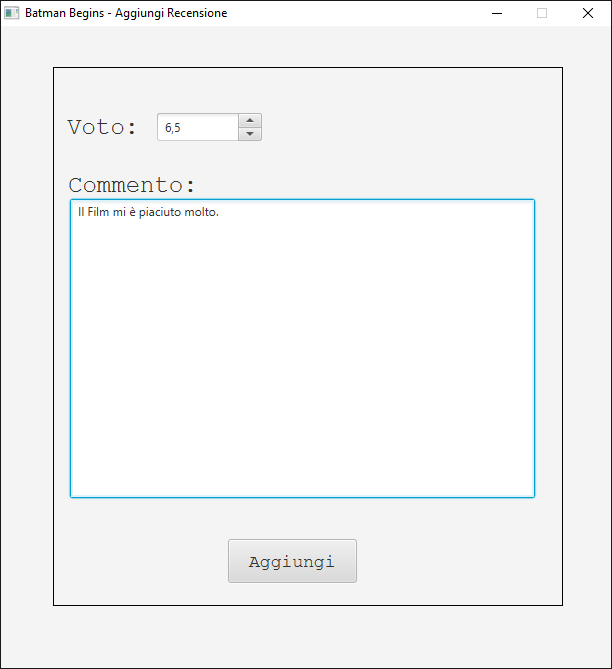 Batman Begins - Aggiungi Recensione
Voto: 6,5
Commento:
Il Film mi è piaciuto molto.
Aggiungi